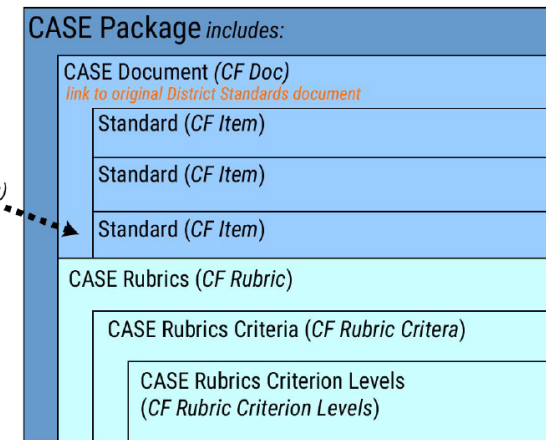 CASE Package includes:
CASE Document (CF Doc)
link to original District Standards document
Standard (CF Item)
Standard (CF Item)
Standard (CF Item)
CASE Rubrics (CF Rubric)
CASE Rubrics Criteria (CF Rubric Critera)
CASE Rubrics Criterion Levels
(CF Rubric Criterion Levels)